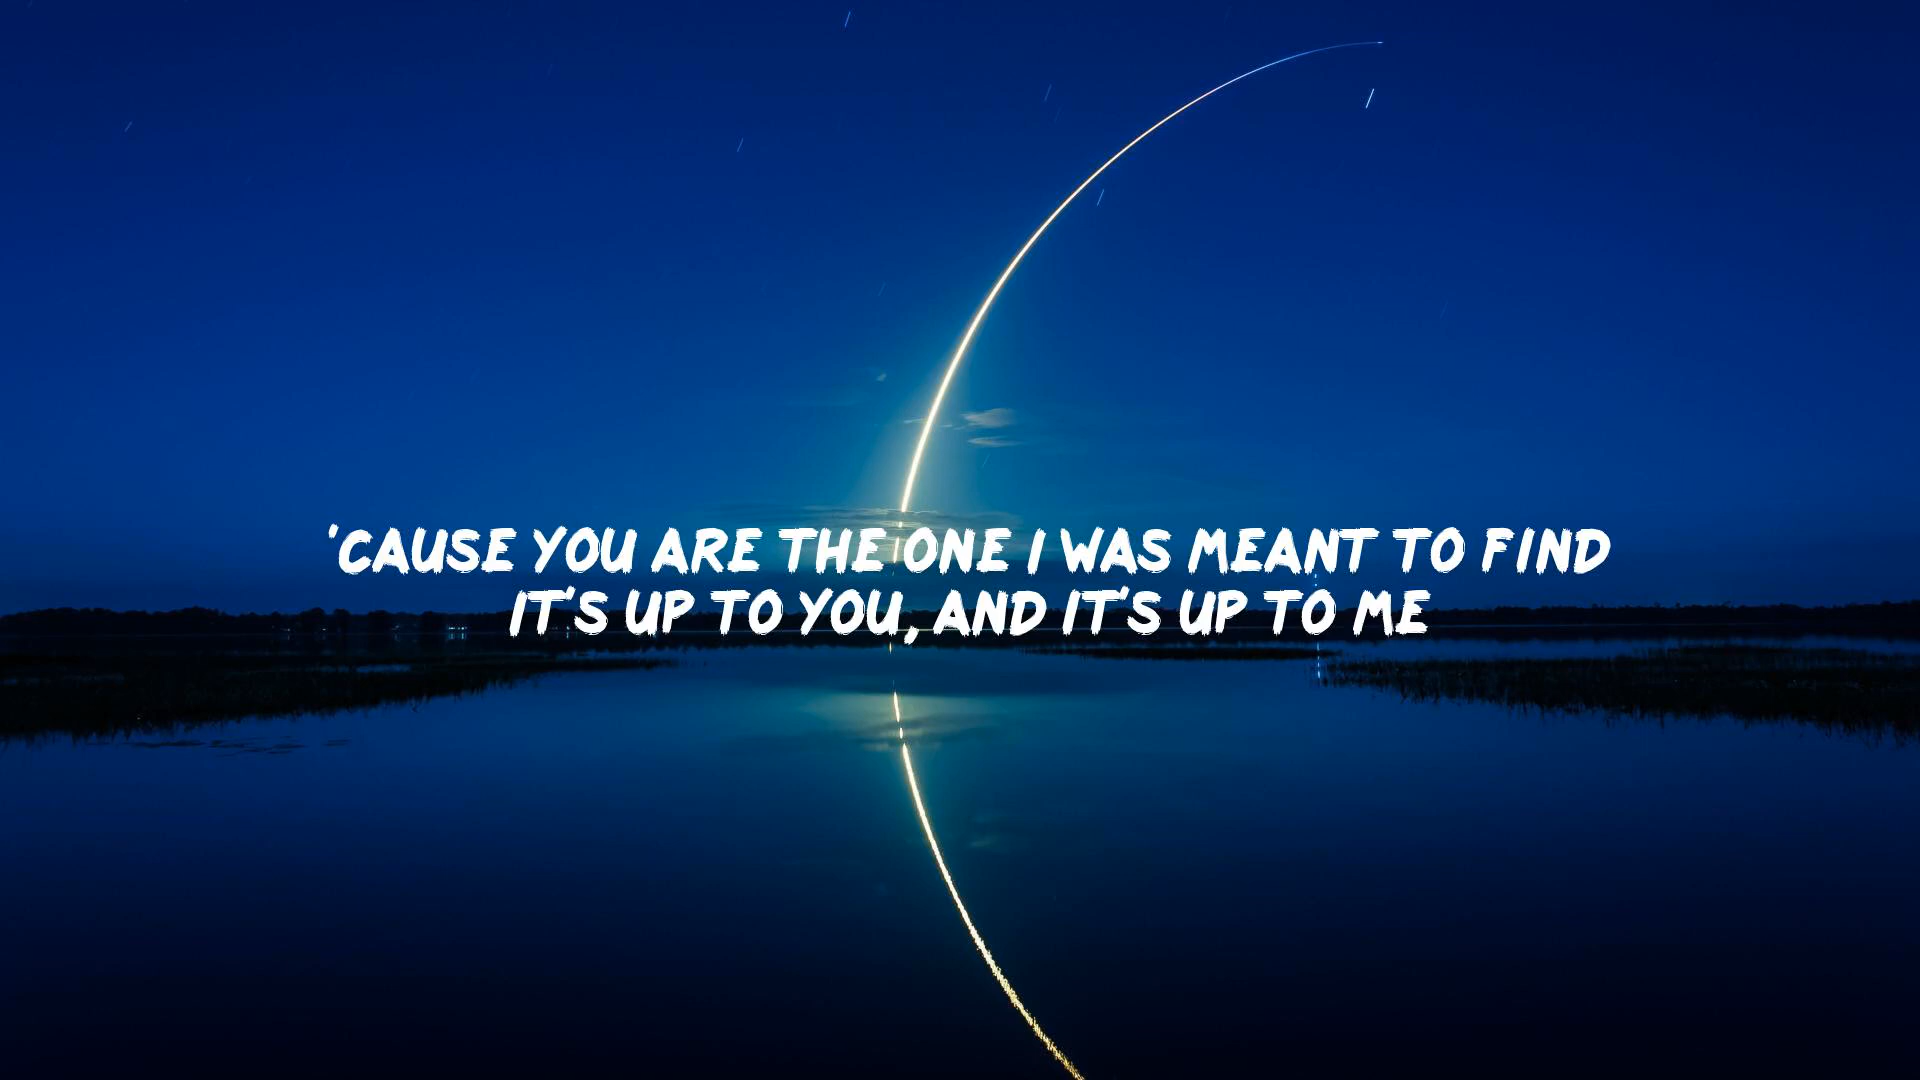 'CAUSE YOU ARE THE ONE I WAS MEANT TO FIND
IT'S UP TO YOU, AND IT'S UP TO ME